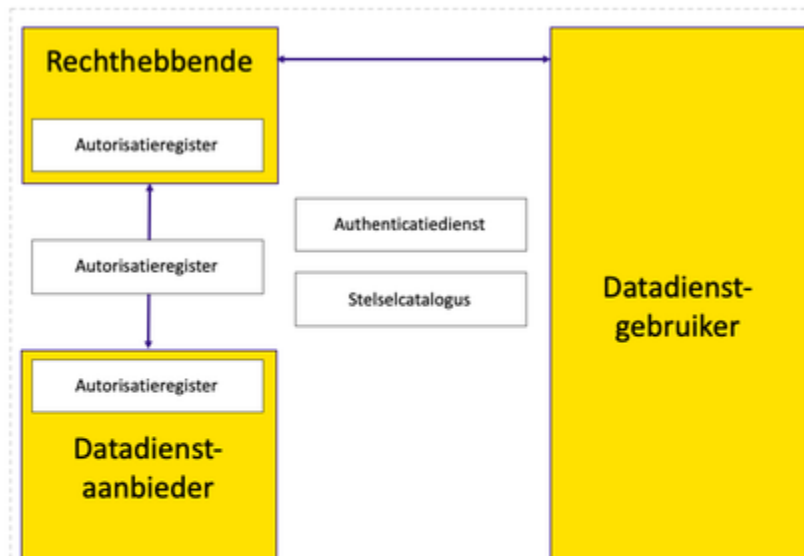 Rechthebbende
Autorisatieregister
Autorisatieregister
Authenticatiedienst
Stelselcatalogus
Autorisatieregister
Datadienst-
aanbieder
Datadienst-
gebruiker